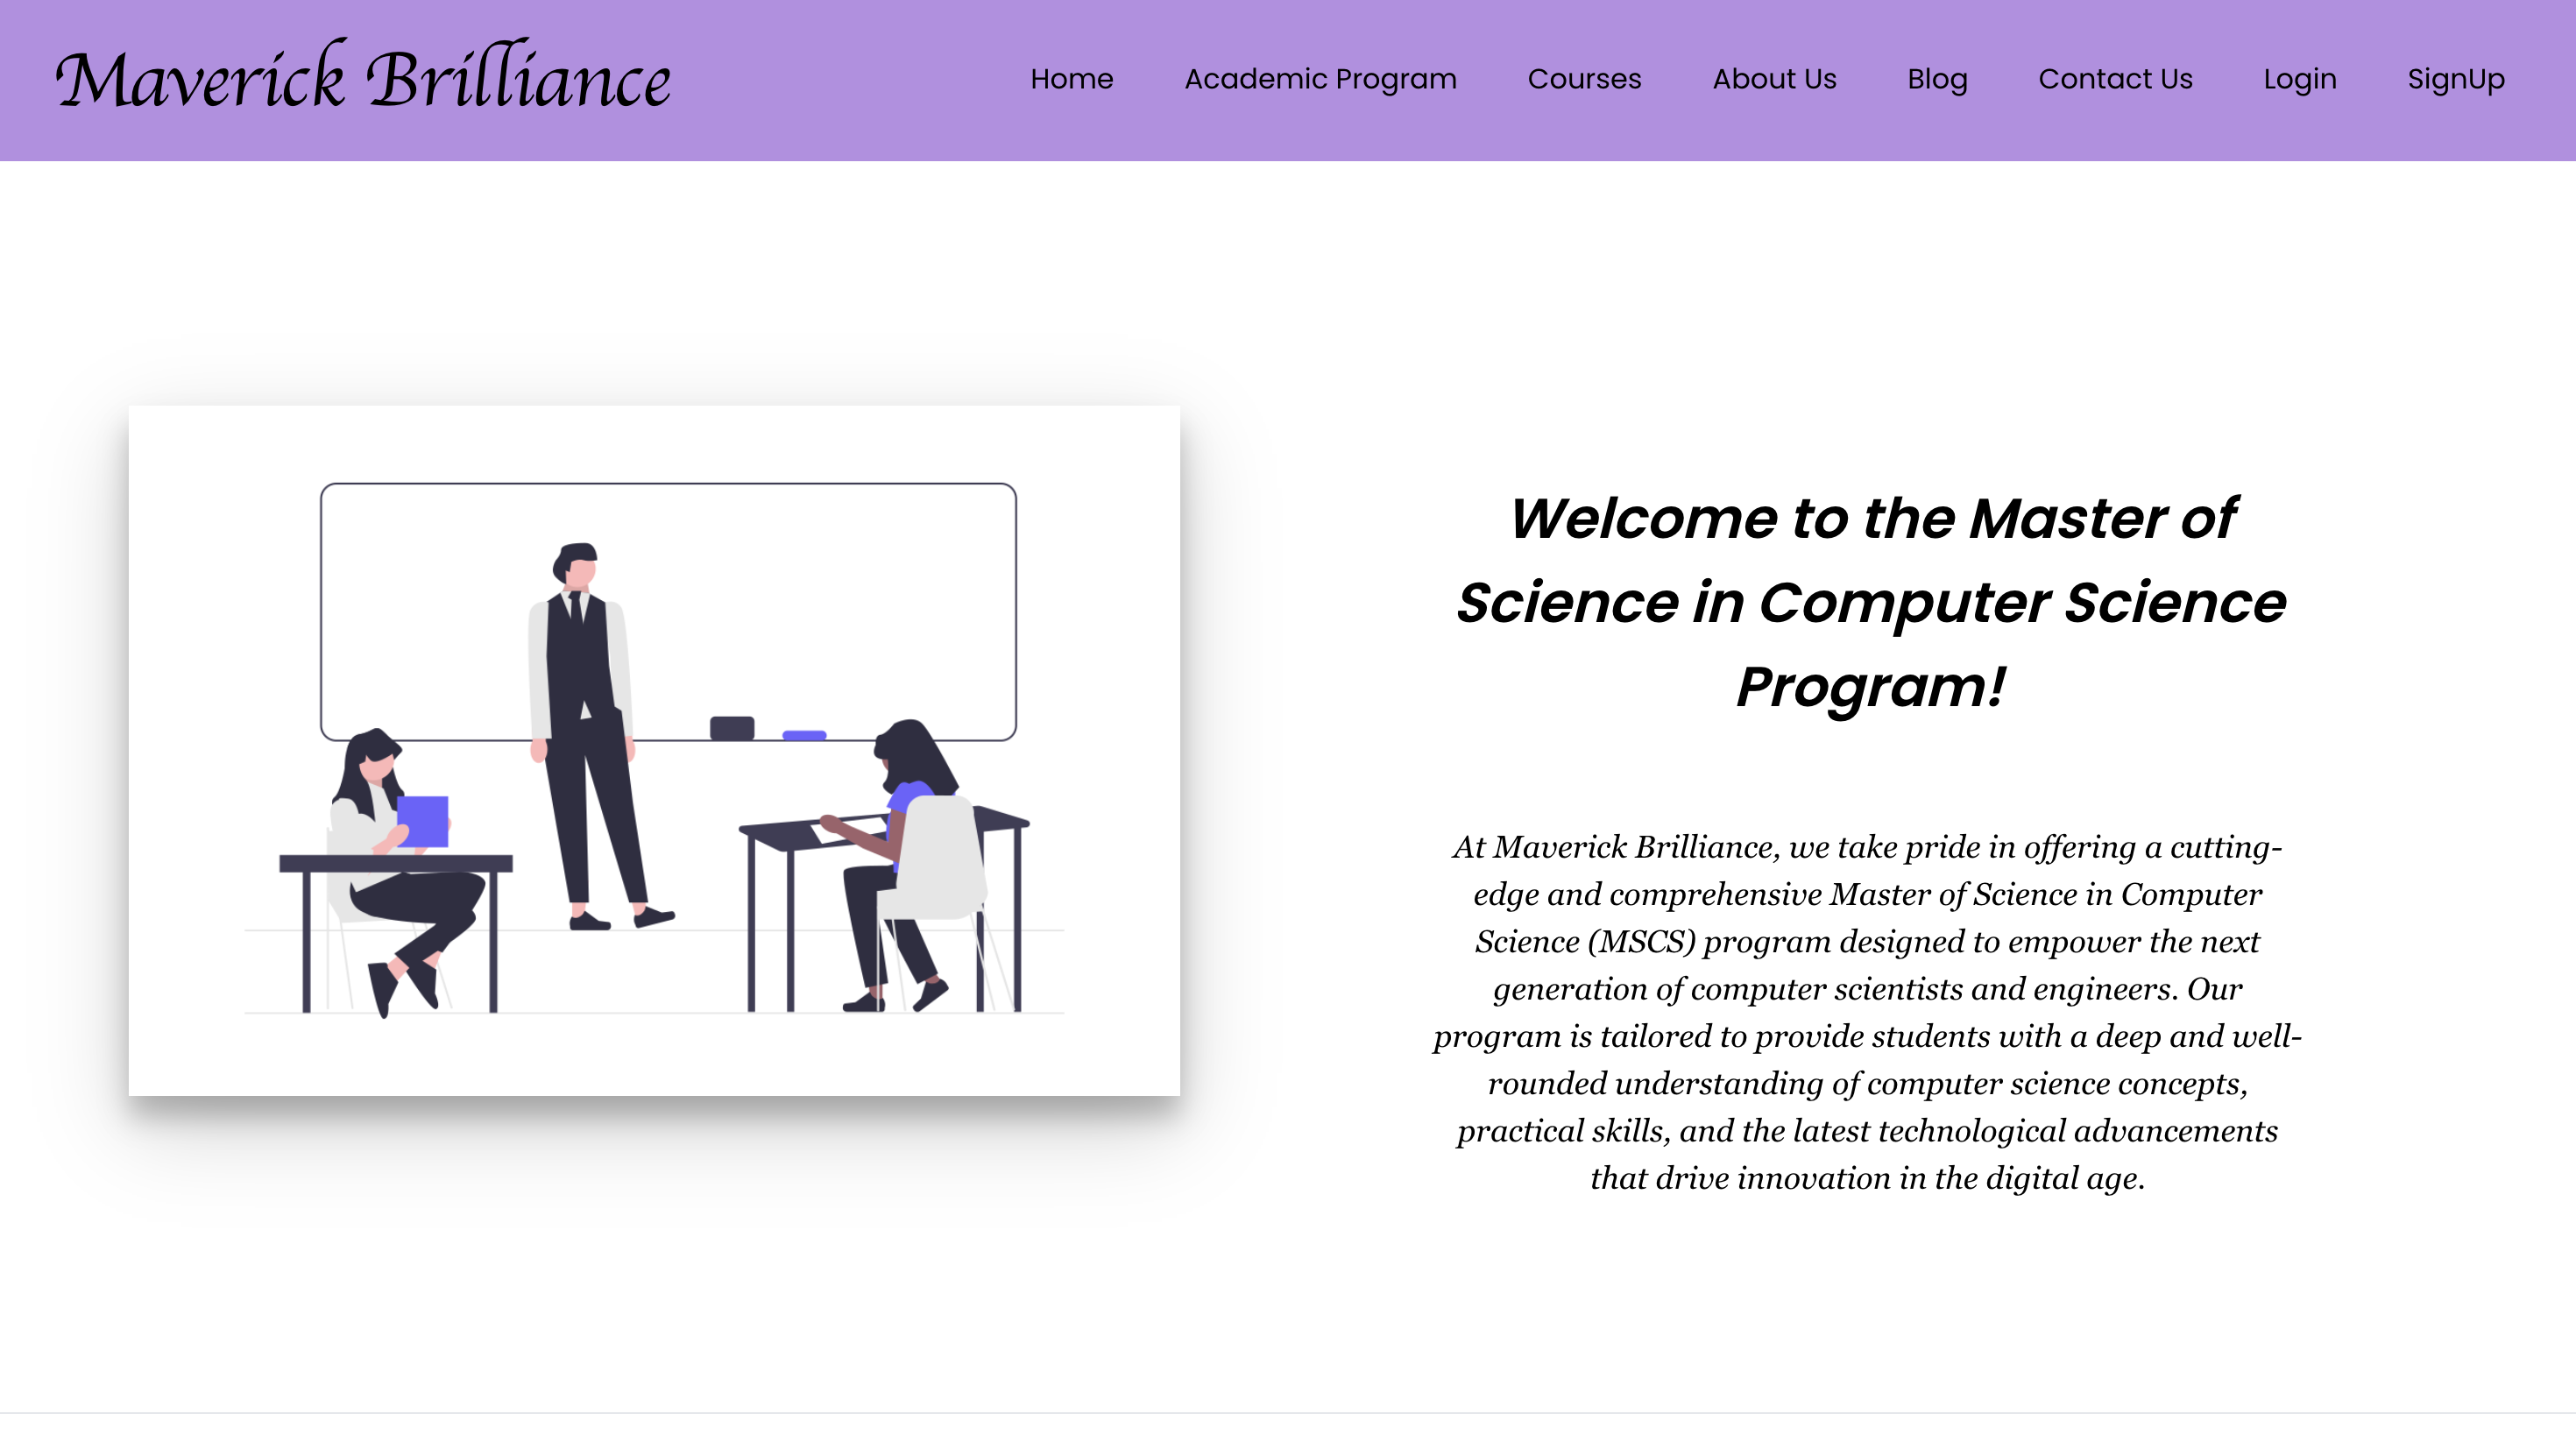 Maverick Brilliance
Home Academic Program Courses About Us Blog Contact Us Login SignUp
Welcome to the Master of
Science in Computer Science
Program!
At Maverick Brilliance, we take pride in offering a cutting-
edge and comprehensive Master of Science in Computer
Science (MSCS) program designed to empower the next
generation of computer scientists and engineers. Our
program is tailored to provide students with a deep and well-
rounded understanding of computer science concepts,
practical skills, and the latest technological advancements
that drive innovation in the digital age.